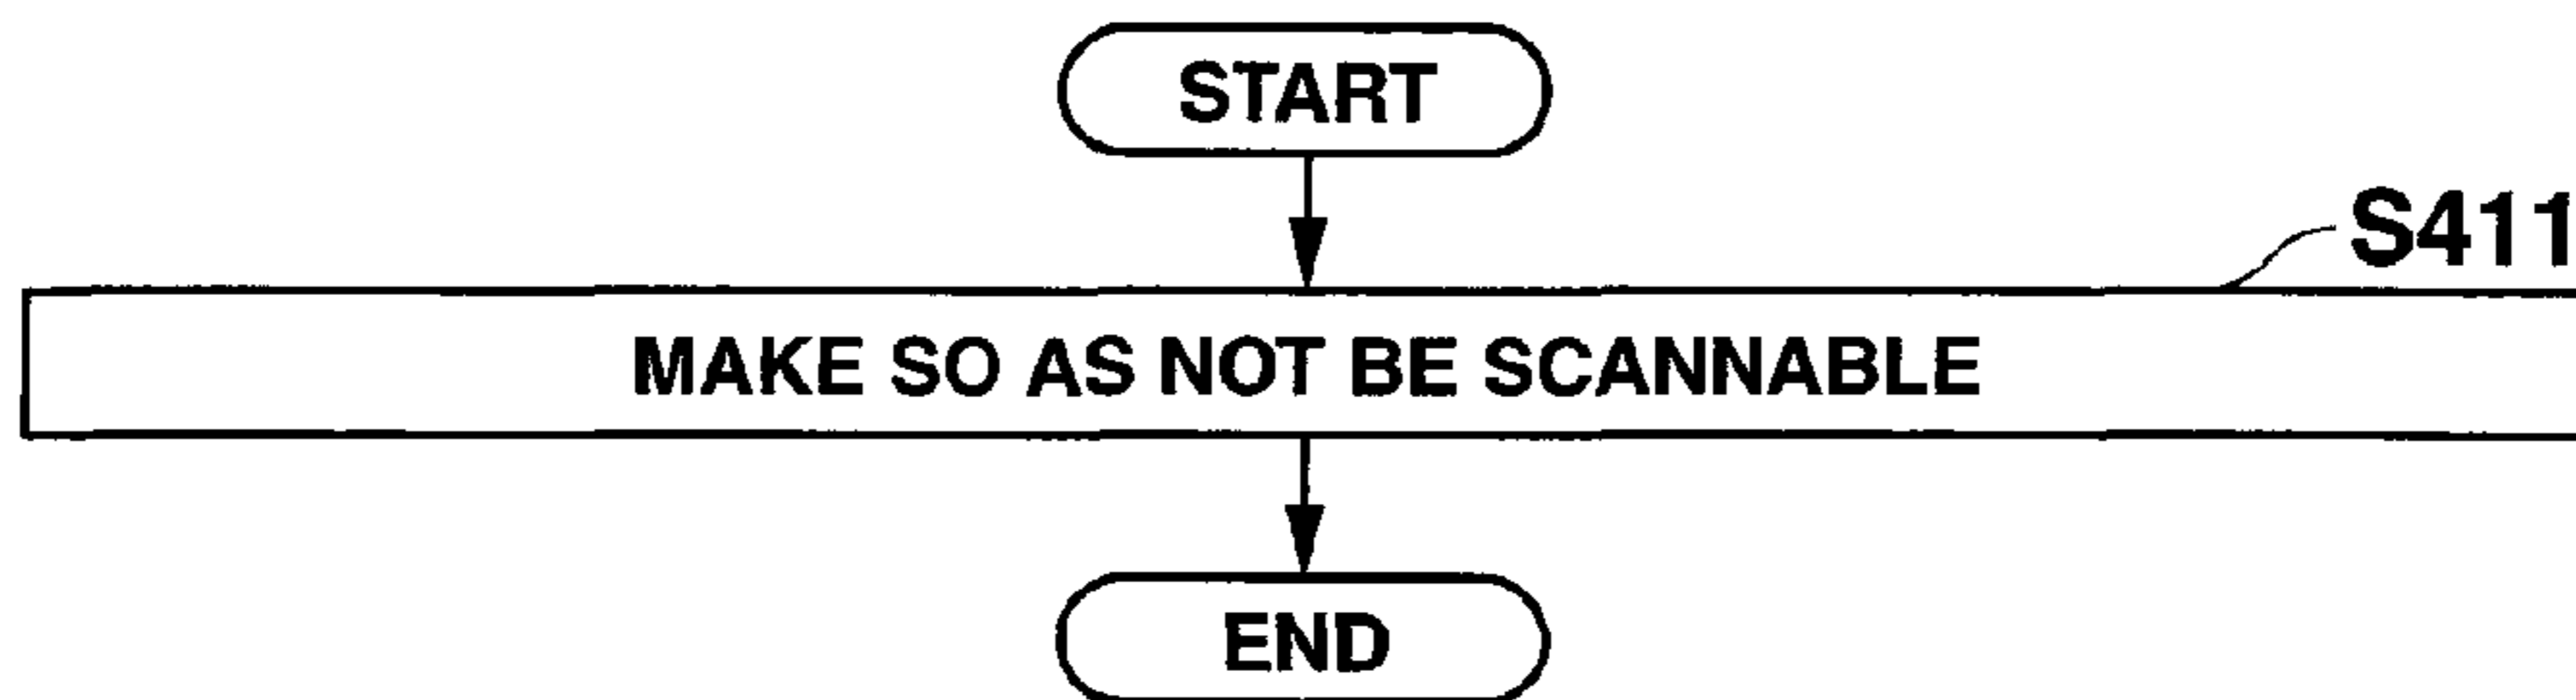 START
S411
MAKE SO AS NOT BE SCANNABLE
END